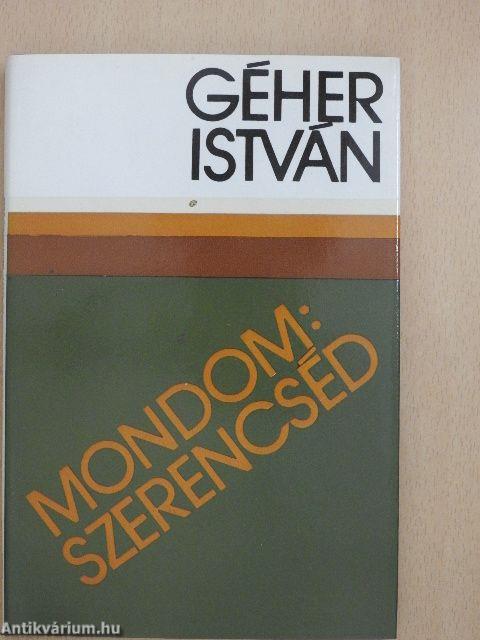 GÉHER
ISTVÁN
MONDOM:
SZERENCSÉD
Antikvárium.hu